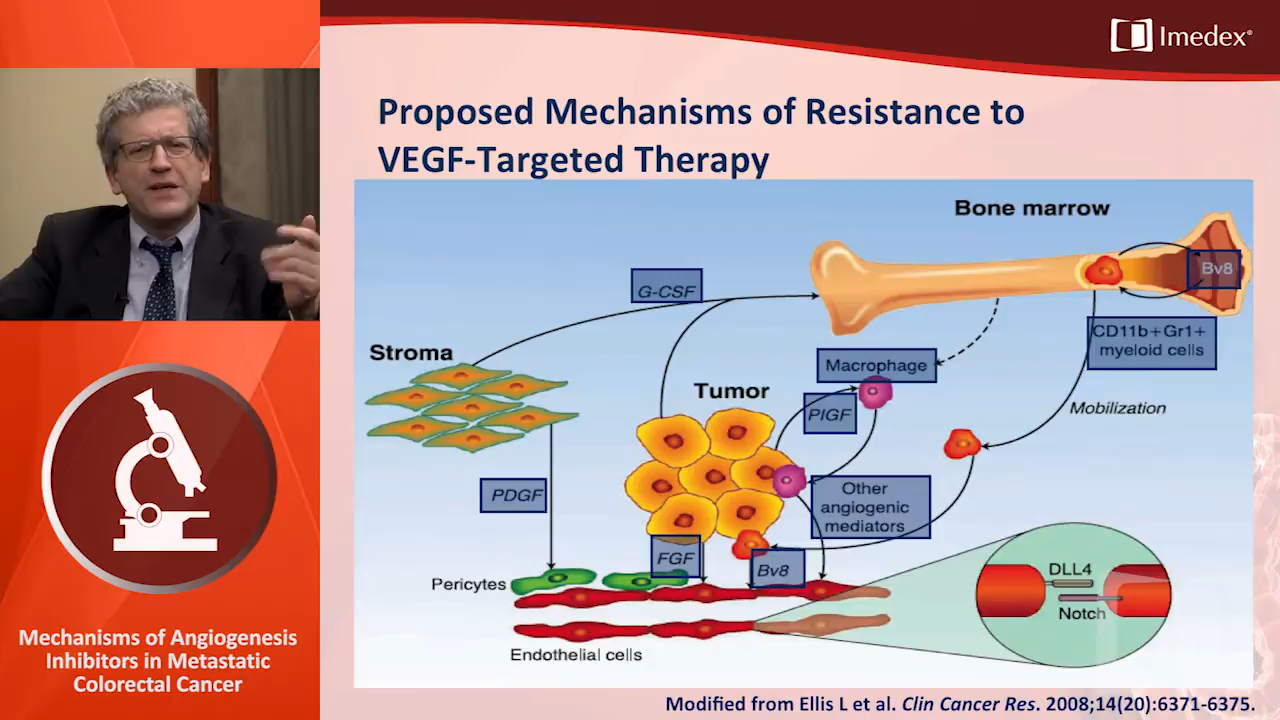 Imedex®
Proposed Mechanisms of Resistance to
VEGF-Targeted Therapy
Bone marrow
Bv8
G-CSF
CD11b+Gr1+
myeloid cells
Stroma
Macrophage
Tumor
PlGF
Mobilization
PDGF
Other
angiogenic
mediators
FGF
Bv8
DLL4
Pericytes
Notch
Endothelial cells
Mechanisms of Angiogenesis
Inhibitors in Metastatic
Colorectal Cancer
Modified from Ellis L et al. Clin Cancer Res. 2008;14(20):6371-6375.